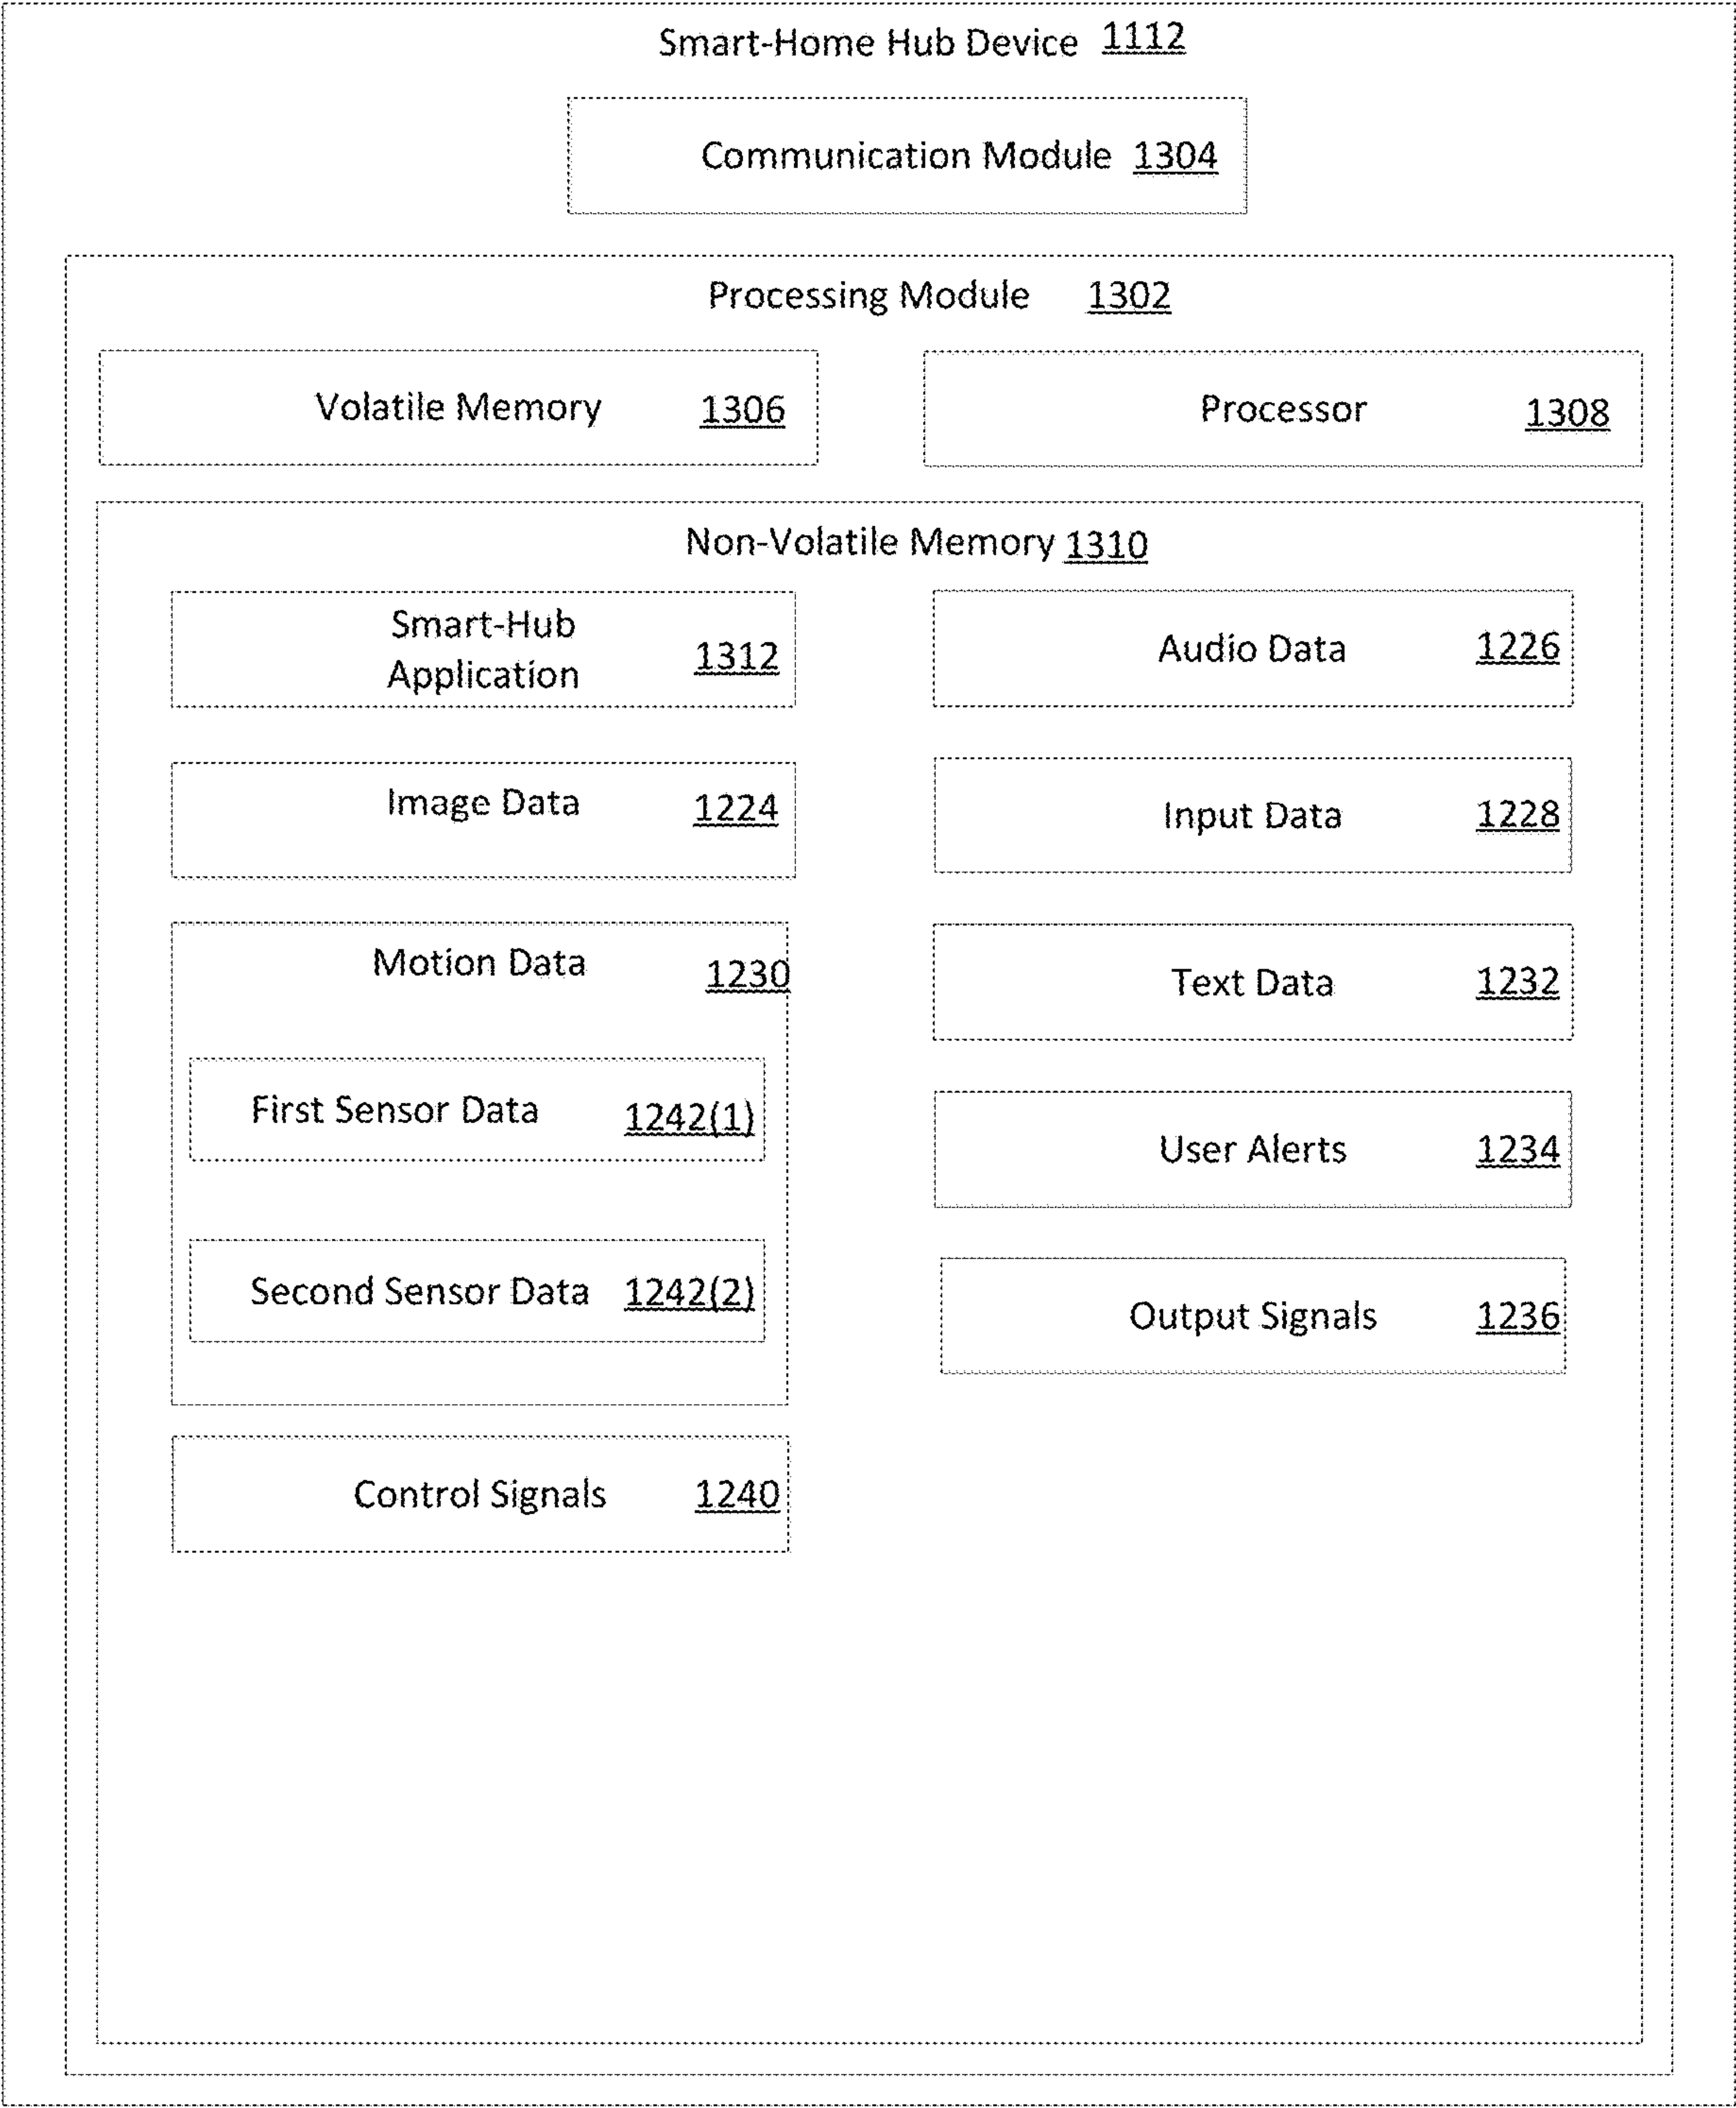 Smart-Home Hub Device 1112
Communication Module 1304
Processing Module 1302
Volatile Memory 1306
Processor 1308
Non-Volatile Memory 1310
Smart-Hub
Application 1312
Audio Data 1226
Image Data 1224
Input Data 1228
Motion Data 1230
Text Data 1232
First Sensor Data 1242(1)
User Alerts 1234
Second Sensor Data 1242(2)
Output Signals 1236
Control Signals 1240